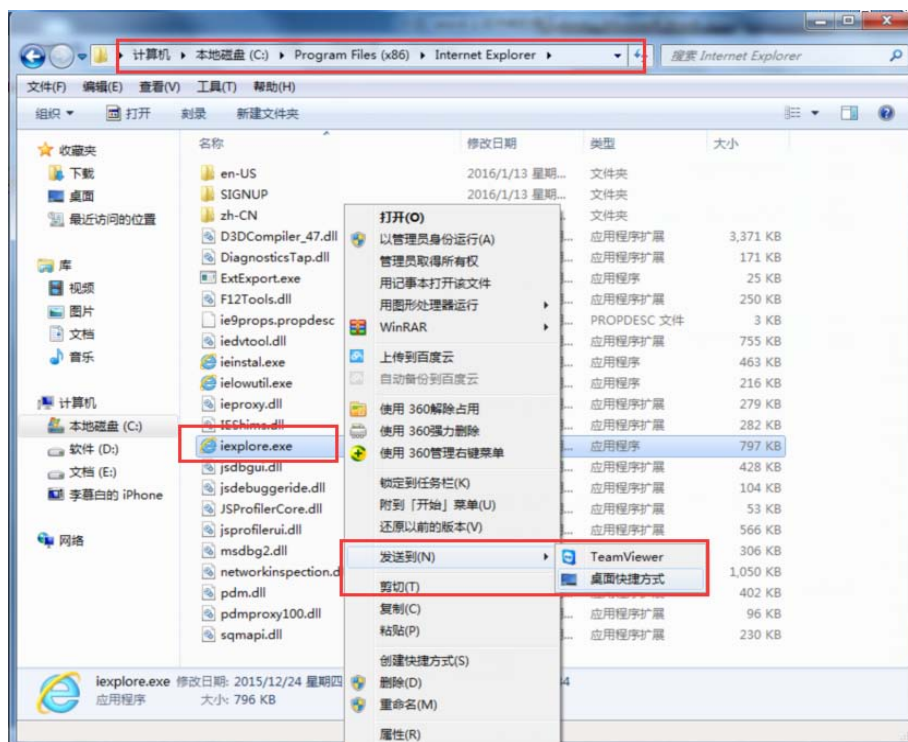 计算机 本地磁盘 (C:) Program Files (x86) Internet Explorer 搜索 Internet Explorer
文件(F) 编辑(E) 查看(V) 工具(T) 帮助(H)
组织 打开 刻录 新建文件夹
收藏夹
下载
桌面
最近访问的位置
库
视频
图片
文档
音乐
计算机
本地磁盘 (C:)
软件 (D:)
文档 (E:)
李慕白的 iPhone
网络
名称 修改日期 类型 大小
en-US 2016/1/13 星期... 文件夹
SIGNUP 2016/1/13 星期... 文件夹
zh-CN 文件夹
D3DCompiler_47.dll 应用程序扩展 3,371 KB
DiagnosticsTap.dll 应用程序扩展 171 KB
ExtExport.exe 应用程序 25 KB
F12Tools.dll 应用程序扩展 250 KB
ie9props.propdesc PROPDESC 文件 3 KB
iedvtool.dll 应用程序扩展 755 KB
ieinstal.exe 应用程序 463 KB
ielowutil.exe 应用程序 216 KB
ieproxy.dll 应用程序扩展 279 KB
IEShims.dll 应用程序扩展 282 KB
iexplore.exe 应用程序 797 KB
jsdbgui.dll 应用程序扩展 428 KB
jsdebuggeride.dll 应用程序扩展 104 KB
JSProfilerCore.dll 应用程序扩展 53 KB
jsprofilerui.dll 应用程序扩展 566 KB
msdbg2.dll 306 KB
networkinspection.d 1,050 KB
pdm.dll 402 KB
pdmproxy100.dll 应用程序扩展 96 KB
sqmapi.dll 应用程序扩展 230 KB
打开(O)
以管理员身份运行(A)
管理员取得所有权
用记事本打开该文件
用图形处理器运行
WinRAR
上传到百度云
自动备份到百度云
使用 360解除占用
使用 360强力删除
使用 360管理右键菜单
锁定到任务栏(K)
附到「开始」菜单(U)
还原以前的版本(V)
发送到(N)
剪切(T)
复制(C)
粘贴(P)
创建快捷方式(S)
删除(D)
重命名(M)
属性(R)
TeamViewer
桌面快捷方式
iexplore.exe 修改日期: 2015/12/24 星期四
应用程序 大小: 796 KB